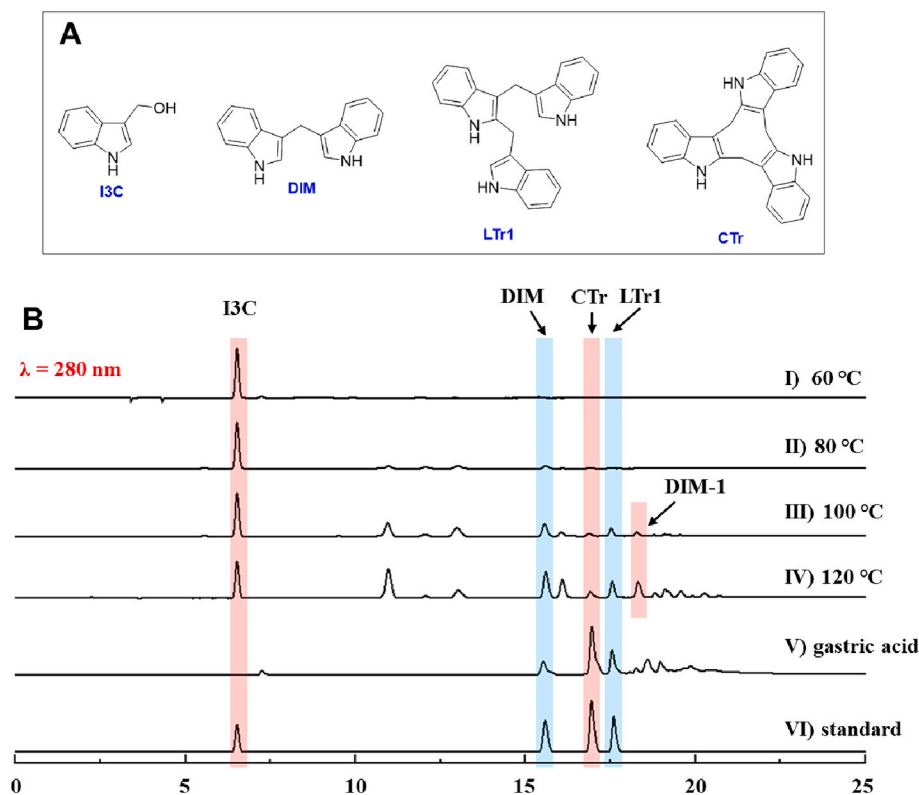 A
OH
N
H
I3C
N
H
HN
DIM
N
H
NH
HN
LTr1
HN
N
H
NH
CTr
B
I3C
DIM
CTr
LTr1
λ = 280 nm
I) 60 °C
II) 80 °C
DIM-1
III) 100 °C
IV) 120 °C
V) gastric acid
VI) standard
0 5 10 15 20 25